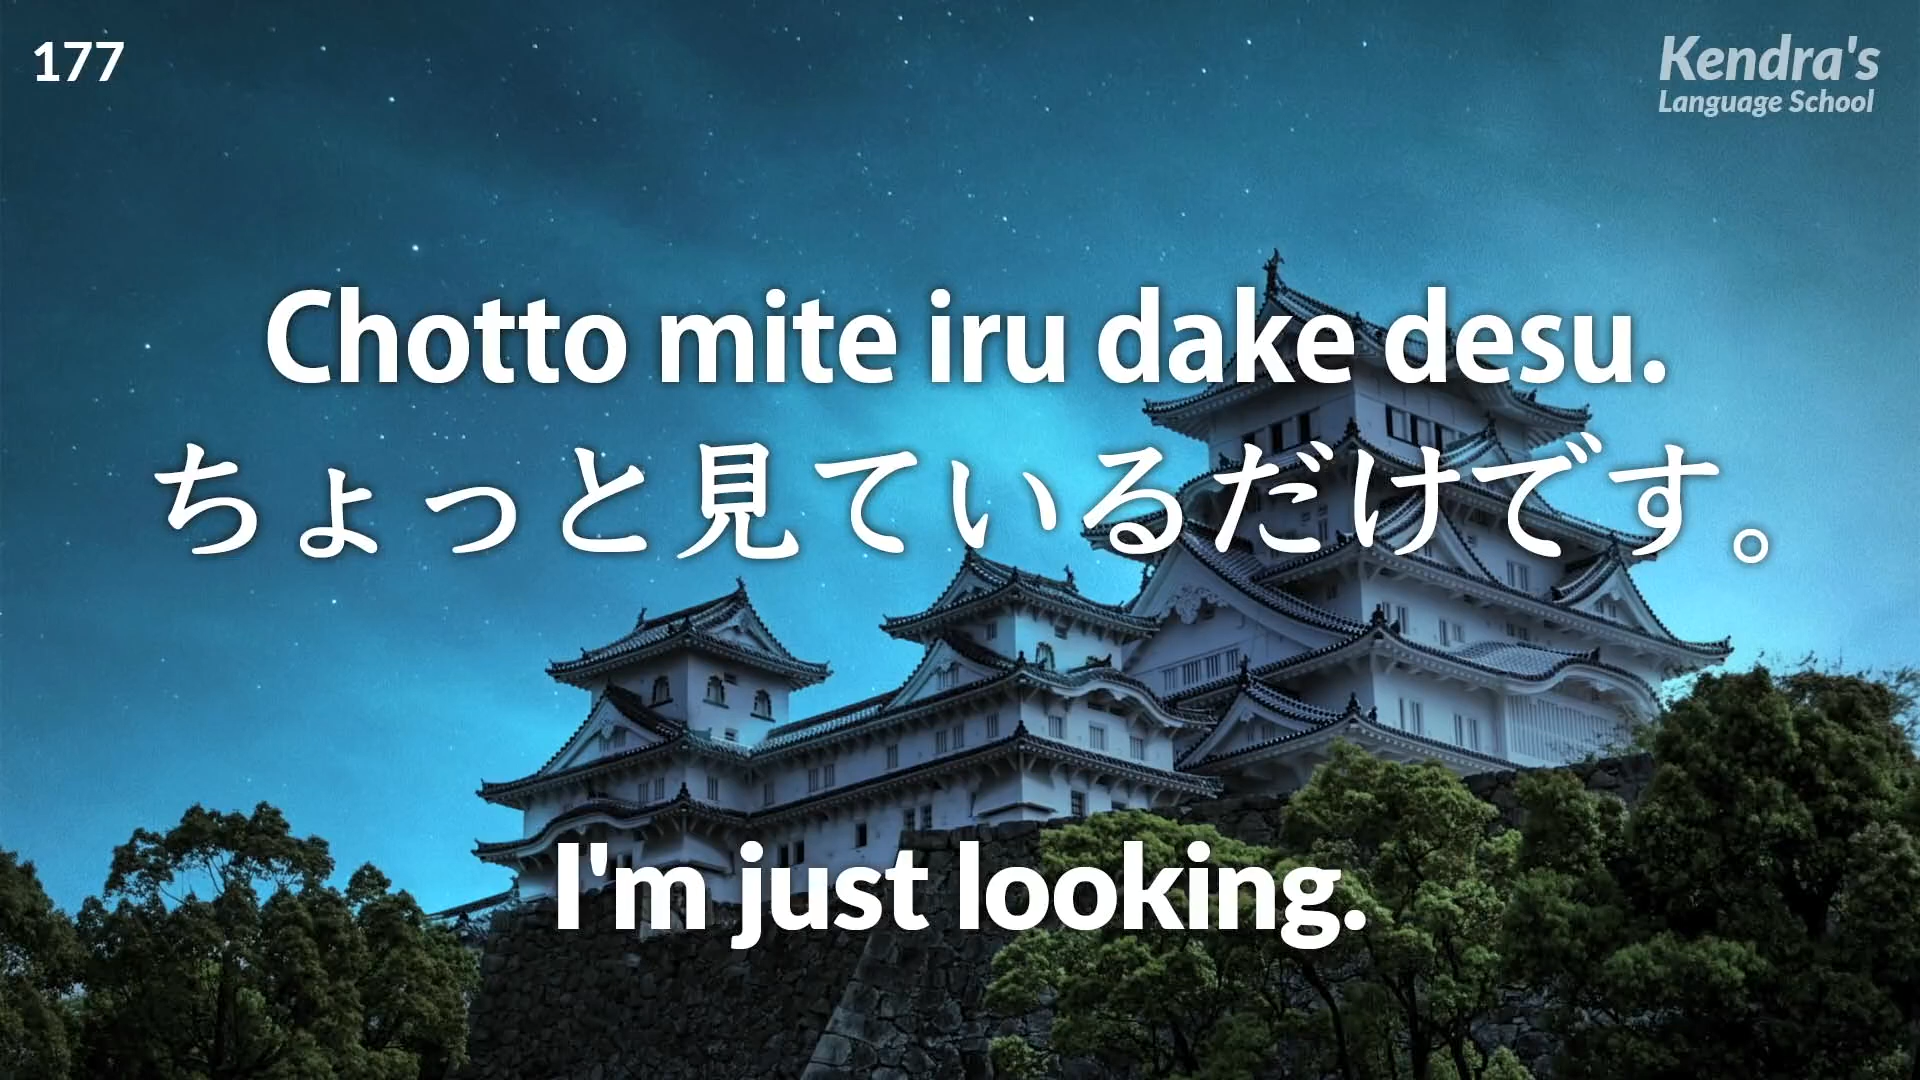 177
Kendra's
Language School
Chotto mite iru dake desu.
ちょっと見ているだけです。
I'm just looking.